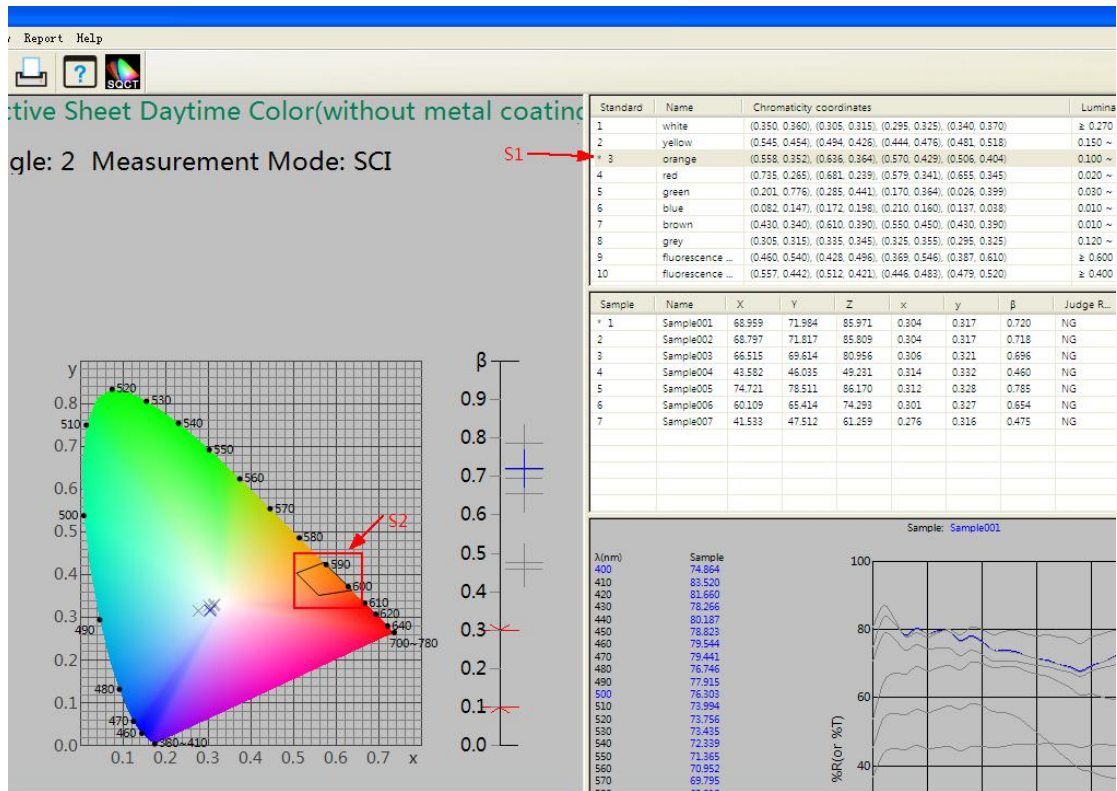 Report Help
SQCT
ctive Sheet Daytime Color(without metal coating
gle: 2 Measurement Mode: SCI
S1
Standard Name Chromaticity coordinates Lumina
1 white (0.350, 0.360), (0.305, 0.315), (0.295, 0.325), (0.340, 0.370) ≥ 0.270
2 yellow (0.545, 0.454), (0.494, 0.426), (0.444, 0.476), (0.481, 0.518) 0.150 ~
* 3 orange (0.558, 0.352), (0.636, 0.364), (0.570, 0.429), (0.506, 0.404) 0.100 ~
4 red (0.735, 0.265), (0.681, 0.239), (0.579, 0.341), (0.655, 0.345) 0.020 ~
5 green (0.201, 0.776), (0.285, 0.441), (0.170, 0.364), (0.026, 0.399) 0.030 ~
6 blue (0.082, 0.147), (0.172, 0.198), (0.210, 0.160), (0.137, 0.038) 0.010 ~
7 brown (0.430, 0.340), (0.610, 0.390), (0.550, 0.450), (0.430, 0.390) 0.010 ~
8 grey (0.305, 0.315), (0.335, 0.345), (0.325, 0.355), (0.295, 0.325) 0.120 ~
9 fluorescence ... (0.460, 0.540), (0.428, 0.496), (0.369, 0.546), (0.387, 0.610) ≥ 0.600
10 fluorescence ... (0.557, 0.442), (0.512, 0.421), (0.446, 0.483), (0.479, 0.520) ≥ 0.400
Sample Name X Y Z x y β Judge R...
* 1 Sample001 68.959 71.984 85.971 0.304 0.317 0.720 NG
2 Sample002 68.797 71.817 85.809 0.304 0.317 0.718 NG
3 Sample003 66.515 69.614 80.956 0.306 0.321 0.696 NG
4 Sample004 43.582 46.035 49.231 0.314 0.332 0.460 NG
5 Sample005 74.721 78.511 86.170 0.312 0.328 0.785 NG
6 Sample006 60.109 65.414 74.293 0.301 0.327 0.654 NG
7 Sample007 41.533 47.512 61.259 0.276 0.316 0.475 NG
y
0.8
0.7
0.6
0.5
0.4
0.3
0.2
0.1
0.0
0.1 0.2 0.3 0.4 0.5 0.6 0.7 x
520
530
510
540
550
560
570
500
580
S2
590
600
610
620
640
700~780
490
480
470
460
380~410
β
0.9
0.8
0.7
0.6
0.5
0.4
0.3
0.2
0.1
0.0
Sample: Sample001
λ(nm) Sample
400 74.864
410 83.520
420 81.660
430 78.266
440 80.187
450 78.823
460 79.544
470 79.441
480 76.746
490 77.915
500 76.303
510 73.994
520 73.756
530 73.435
540 72.339
550 71.365
560 70.952
570 69.795
100
80
60
40
%R(or %T)